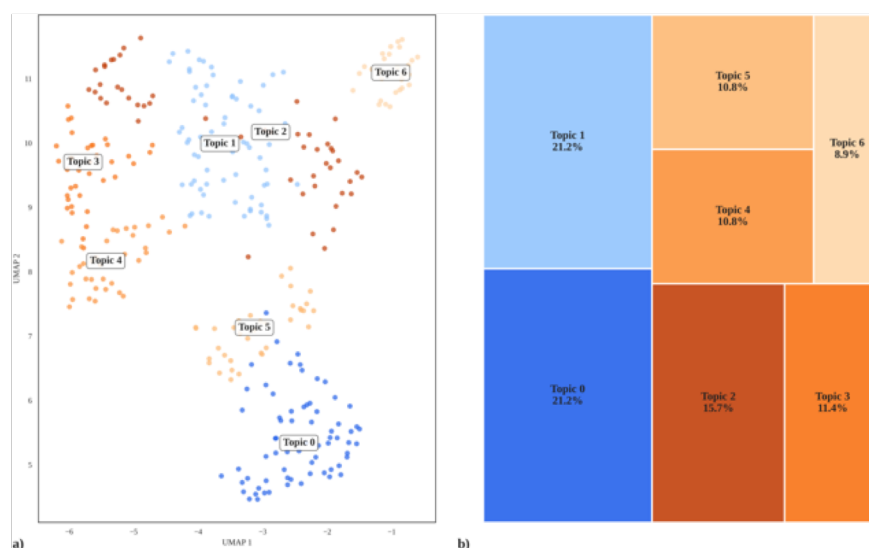 11
10
9
8
7
6
5
UMAP 2
Topic 6
Topic 2
Topic 1
Topic 3
Topic 4
Topic 5
Topic 0
−6
−5
−4
−3
−2
−1
UMAP 1
a)
Topic 1
21.2%
Topic 5
10.8%
Topic 6
8.9%
Topic 4
10.8%
Topic 0
21.2%
Topic 2
15.7%
Topic 3
11.4%
b)